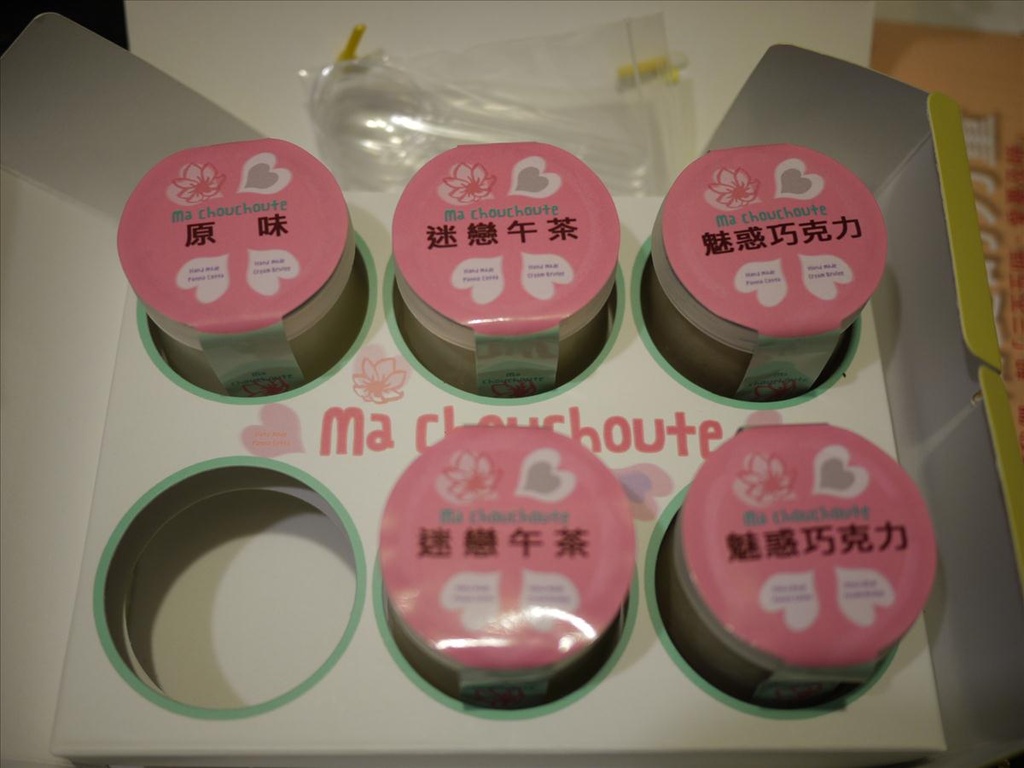 Ma chouchoute
原 味
Hand Made
Panna Cotta
Hand Made
Cream Brulee
Ma chouchoute
迷戀午茶
Hand Made
Panna Cotta
Hand Made
Cream Brulee
Ma chouchoute
魅惑巧克力
Hand Made
Panna Cotta
Hand Made
Cream Brulee
Ma chouchoute
Ma chouchoute
迷戀午茶
Ma chouchoute
魅惑巧克力